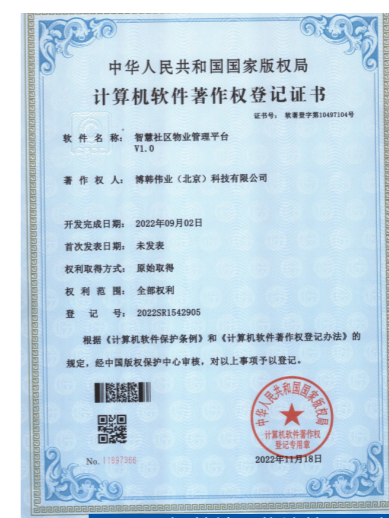 中华人民共和国国家版权局
计算机软件著作权登记证书
证书号： 软著登字第10497104号
软件名称： 智慧社区物业管理平台
V1.0
著作权人： 博韩伟业（北京）科技有限公司
开发完成日期： 2022年09月02日
首次发表日期： 未发表
权利取得方式： 原始取得
权利范围： 全部权利
登记号： 2022SR1542905
根据《计算机软件保护条例》和《计算机软件著作权登记办法》的
规定，经中国版权保护中心审核，对以上事项予以登记。
中华人民共和国国家版权局
计算机软件著作权
登记专用章
No.
2022年11月18日